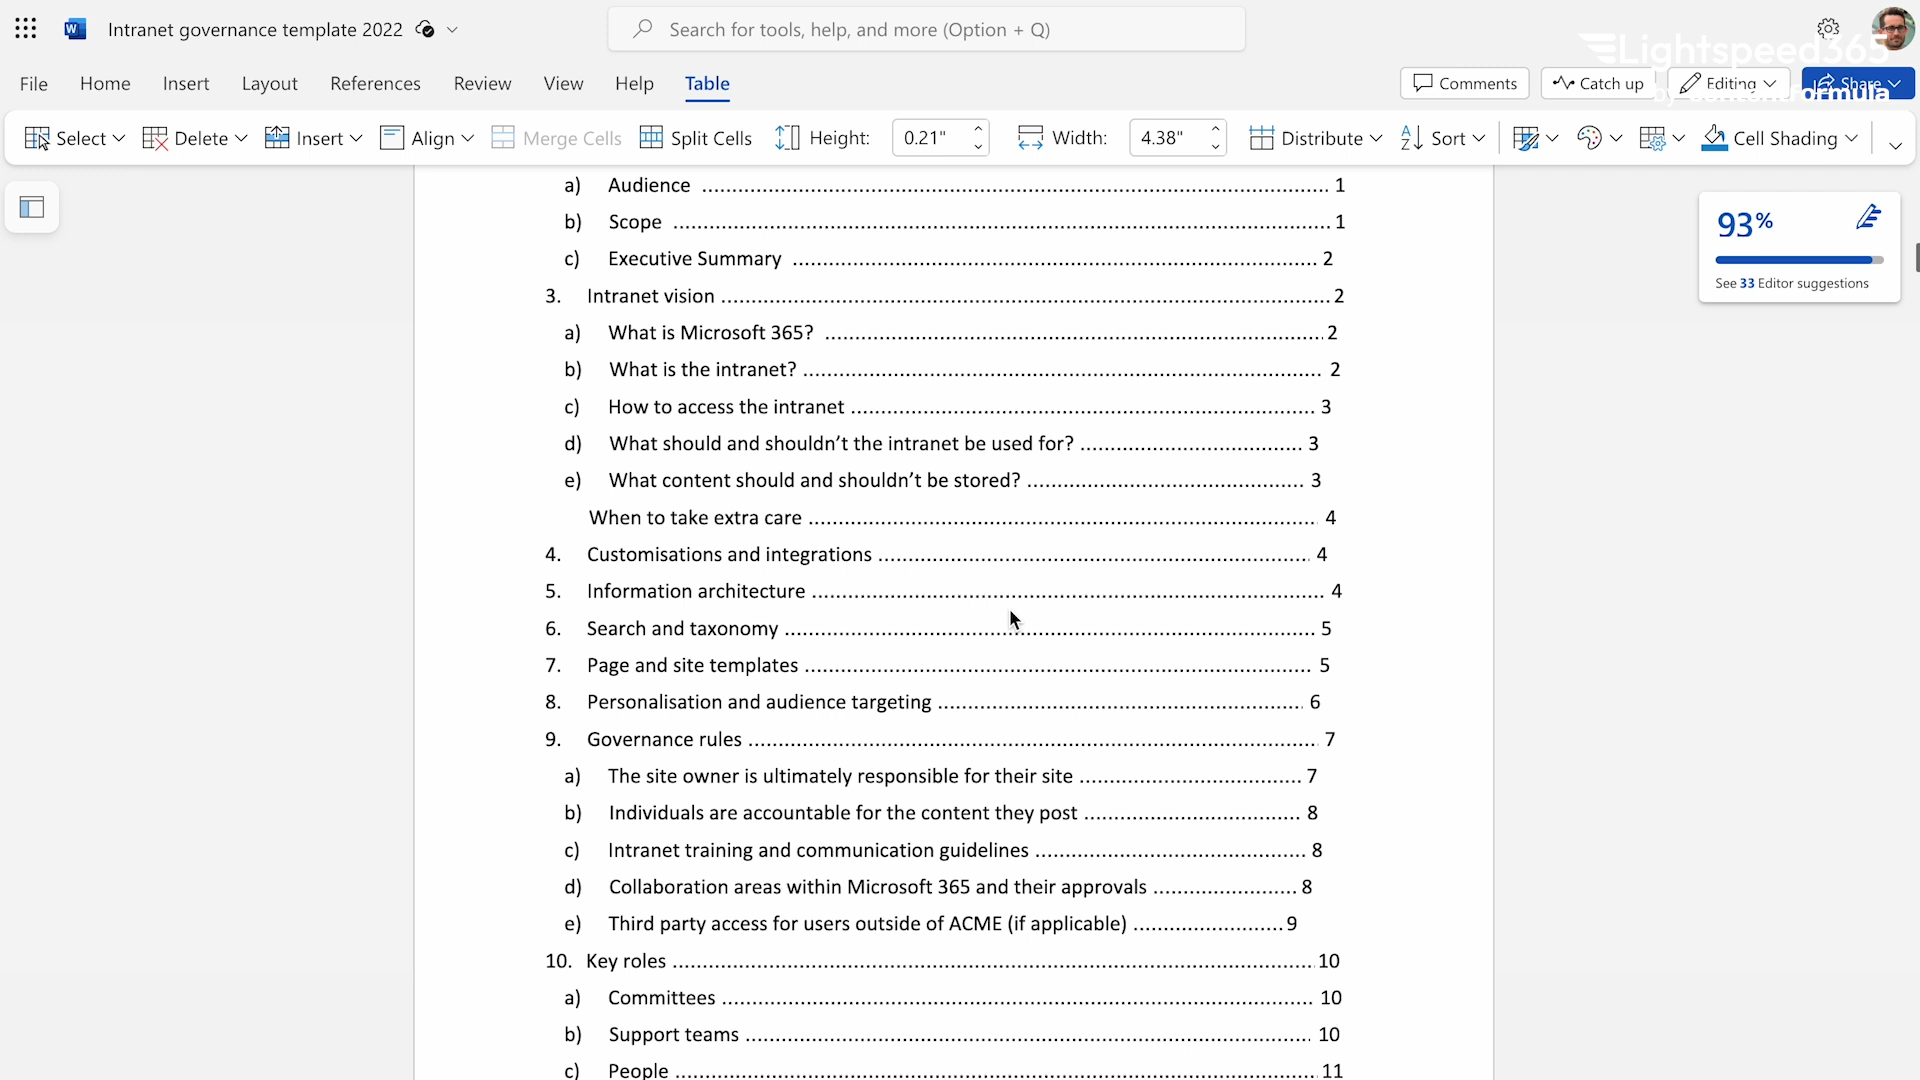 Intranet governance template 2022
Search for tools, help, and more (Option + Q)
Lightspeed365
File Home Insert Layout References Review View Help Table
Comments Catch up Editing Share
formula
Select Delete Insert Align Merge Cells Split Cells Height: 0.21" Width: 4.38" Distribute Sort Cell Shading
93%
See 33 Editor suggestions
a) Audience ........ 1
b) Scope ........ 1
c) Executive Summary ........ 2
3. Intranet vision ........ 2
a) What is Microsoft 365? ........ 2
b) What is the intranet? ........ 2
c) How to access the intranet ........ 3
d) What should and shouldn’t the intranet be used for? ........ 3
e) What content should and shouldn’t be stored? ........ 3
When to take extra care ........ 4
4. Customisations and integrations ........ 4
5. Information architecture ........ 4
6. Search and taxonomy ........ 5
7. Page and site templates ........ 5
8. Personalisation and audience targeting ........ 6
9. Governance rules ........ 7
a) The site owner is ultimately responsible for their site ........ 7
b) Individuals are accountable for the content they post ........ 8
c) Intranet training and communication guidelines ........ 8
d) Collaboration areas within Microsoft 365 and their approvals ........ 8
e) Third party access for users outside of ACME (if applicable) ........ 9
10. Key roles ........ 10
a) Committees ........ 10
b) Support teams ........ 10
c) People ........ 11